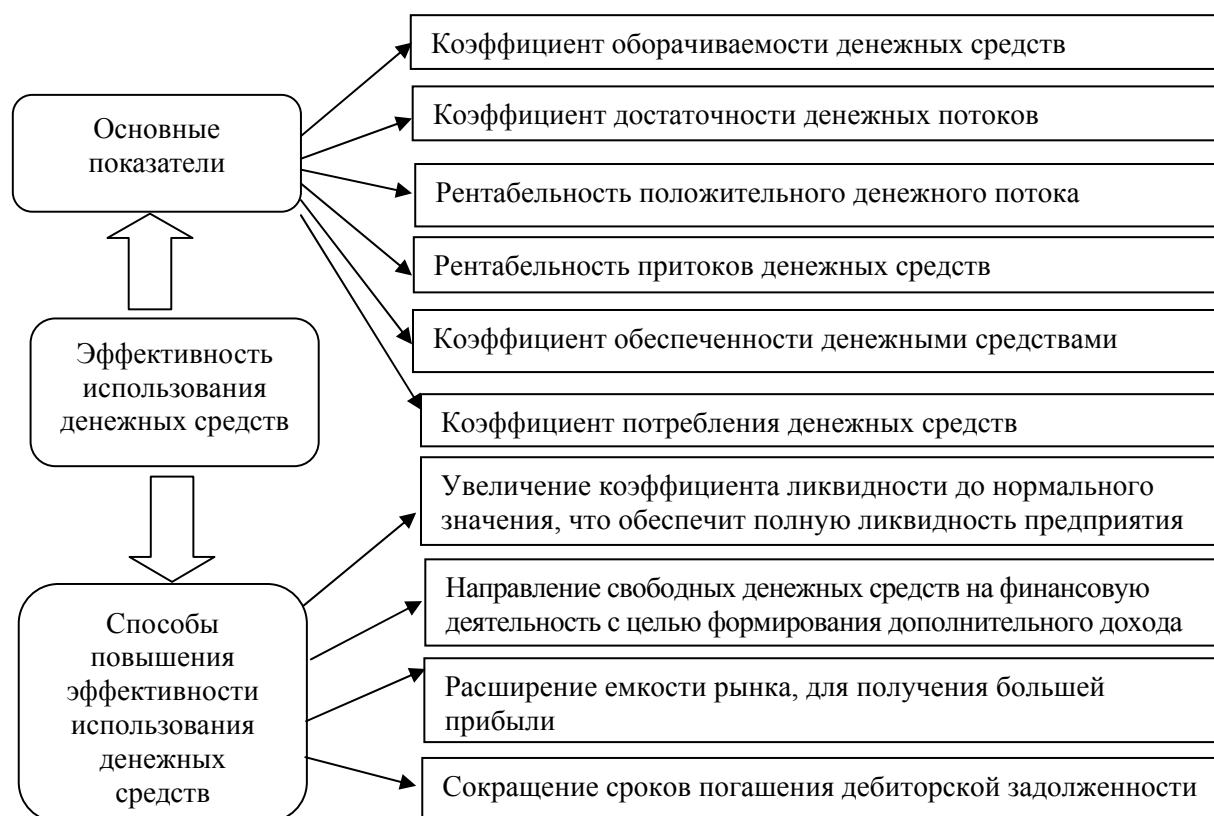 Основные
показатели
Коэффициент оборачиваемости денежных средств
Коэффициент достаточности денежных потоков
Рентабельность положительного денежного потока
Рентабельность притоков денежных средств
Коэффициент обеспеченности денежными средствами
Коэффициент потребления денежных средств
Эффективность
использования
денежных средств
Способы
повышения
эффективности
использования
денежных
средств
Увеличение коэффициента ликвидности до нормального
значения, что обеспечит полную ликвидность предприятия
Направление свободных денежных средств на финансовую
деятельность с целью формирования дополнительного дохода
Расширение емкости рынка, для получения большей
прибыли
Сокращение сроков погашения дебиторской задолженности